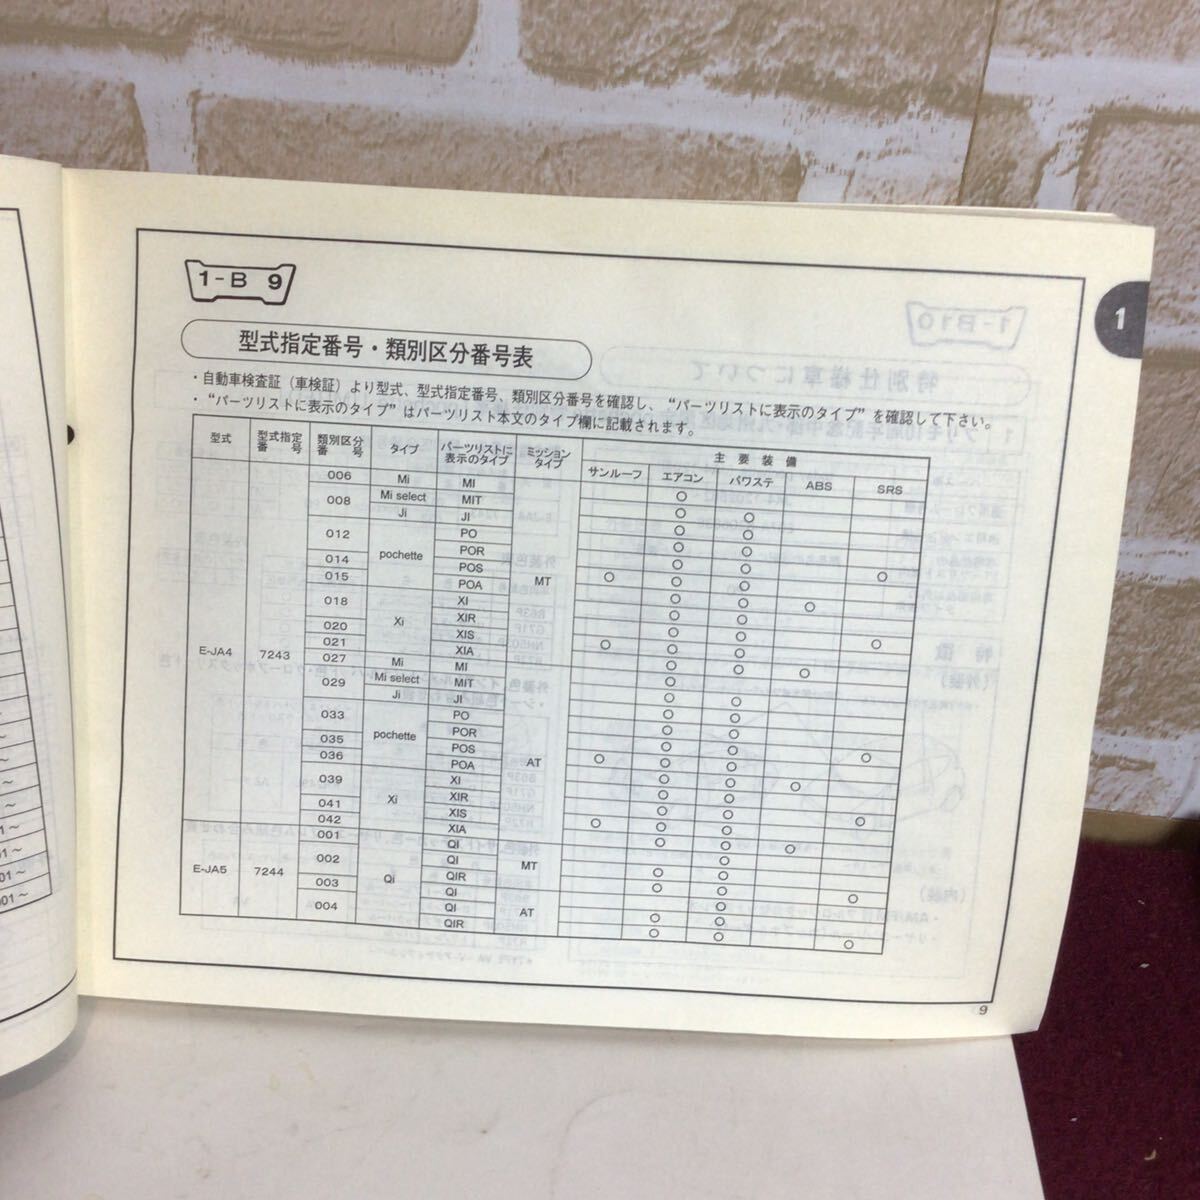 1-B 9
1
型式指定番号・類別区分番号表
・自動車検査証（車検証）より型式、型式指定番号、類別区分番号を確認し、“パーツリストに表示のタイプ”を確認して下さい。
・“パーツリストに表示のタイプ”はパーツリスト本文のタイプ欄に記載されます。
型式 型式指定番号 類別区分番号 タイプ パーツリストに表示のタイプ ミッションタイプ 主要装備
サンルーフ エアコン パワステ ABS SRS
E-JA4 7243
006 Mi MI
008 Mi select MIT
Ji JI
012 pochette PO
POR
014 POS
015 POA
MT
018 Xi XI
XIR
020 XIS
021 XIA
027 Mi MI
029 Mi select MIT
Ji JI
033 pochette PO
POR
035 POS
036 POA
AT
039 Xi XI
XIR
041 XIS
042 XIA
E-JA5 7244
001 Qi QI
MT
002 QI
QIR
003 QI
AT
004 QI
QIR
9